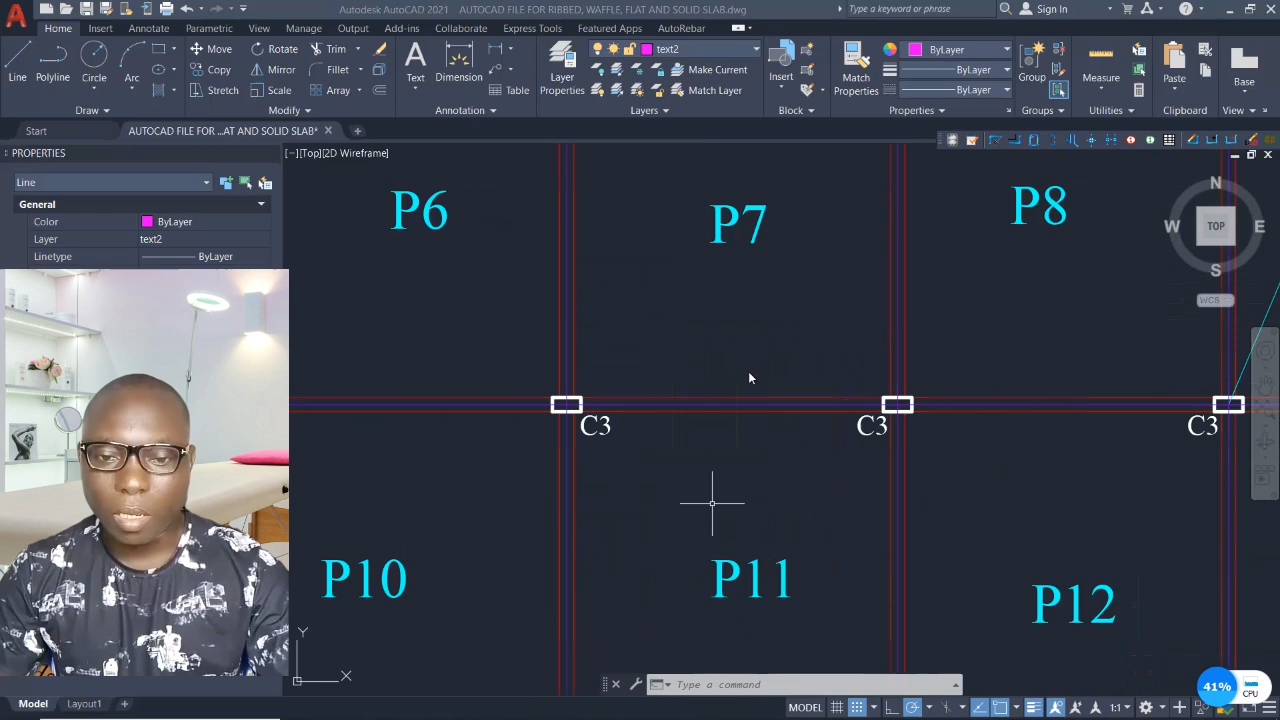 Autodesk AutoCAD 2021 AUTOCAD FILE FOR RIBBED, WAFFLE, FLAT AND SOLID SLAB.dwg
Type a keyword or phrase
Sign In
Home Insert Annotate Parametric View Manage Output Add-ins Collaborate Express Tools Featured Apps AutoRebar
Line Polyline Circle Arc
Move Rotate Trim
Copy Mirror Fillet
Stretch Scale Array
Text Dimension Table
Layer Properties
text2
Make Current
Match Layer
Insert
Match Properties
ByLayer
ByLayer
ByLayer
Group Measure Paste Base
Draw Modify Annotation Layers Block Properties Groups Utilities Clipboard View
Start AUTOCAD FILE FOR ...AT AND SOLID SLAB*
PROPERTIES
[−][Top][2D Wireframe]
Line
General
Color ByLayer
Layer text2
Linetype ByLayer
P6 P7 P8
N
W TOP E
S
WCS
C3 C3 C3
P10 P11 P12
Y
X
Type a command
41% CPU
Model Layout1
MODEL 1:1